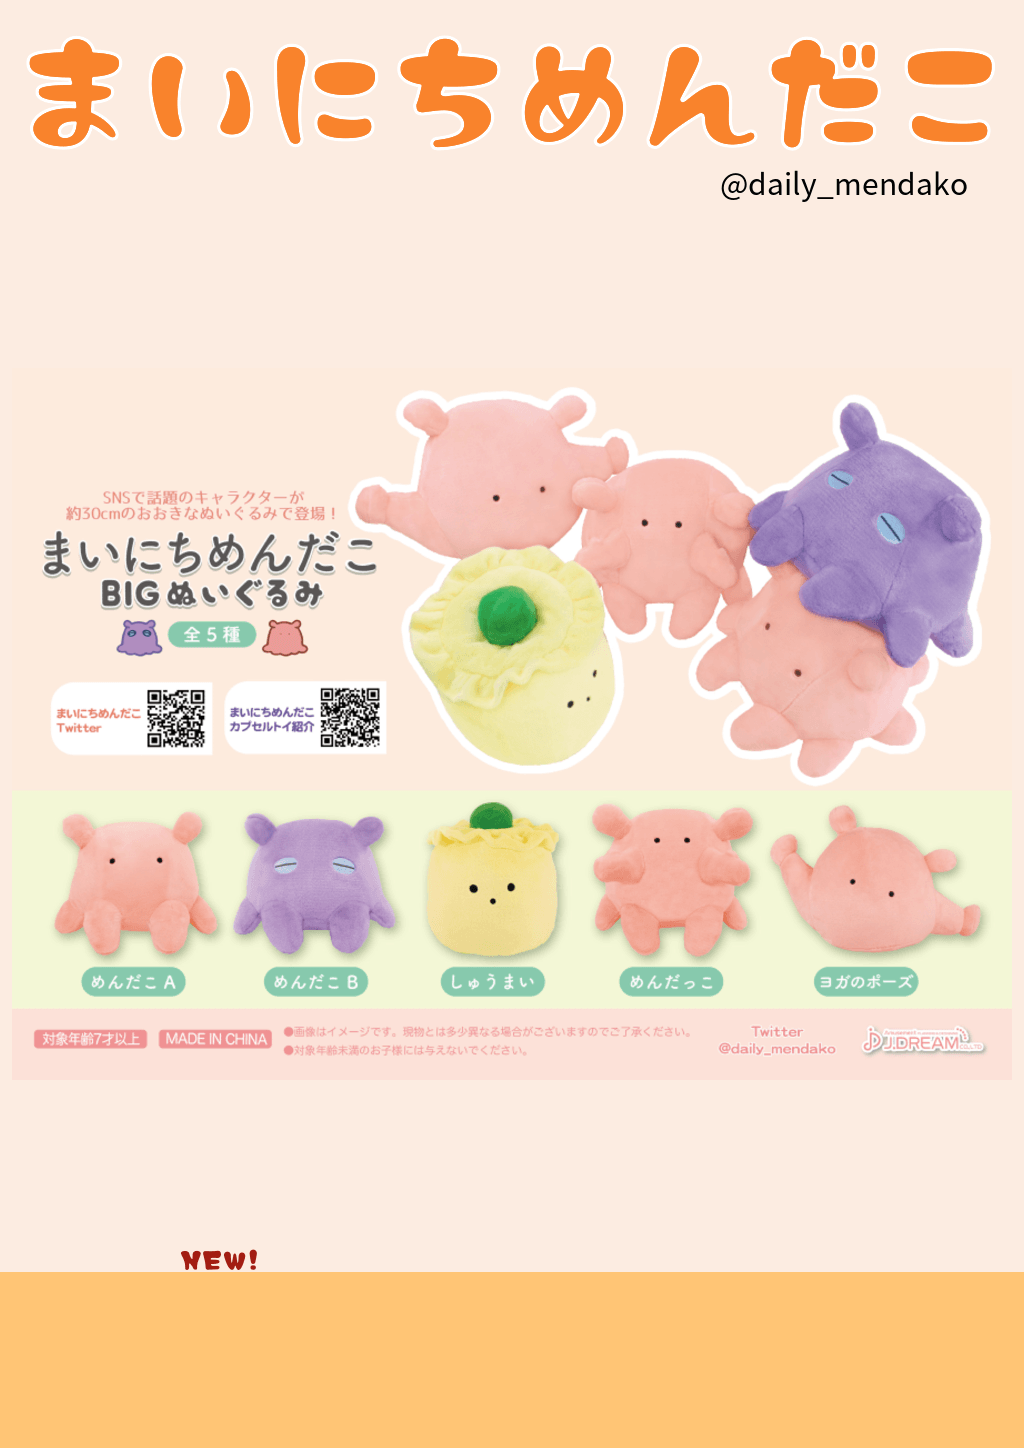 まいにちめんだこ
@daily_mendako
SNSで話題のキャラクターが
約30cmのおおきなぬいぐるみで登場！
まいにちめんだこ
BIGぬいぐるみ
全5種
まいにちめんだこ
Twitter
まいにちめんだこ
カプセルトイ紹介
めんだこA
めんだこB
しゅうまい
めんだっこ
ヨガのポーズ
対象年齢7才以上
MADE IN CHINA
●画像はイメージです。現物とは多少異なる場合がございますのでご了承ください。
●対象年齢未満のお子様には与えないでください。
Twitter
@daily_mendako
J.DREAM
NEW!